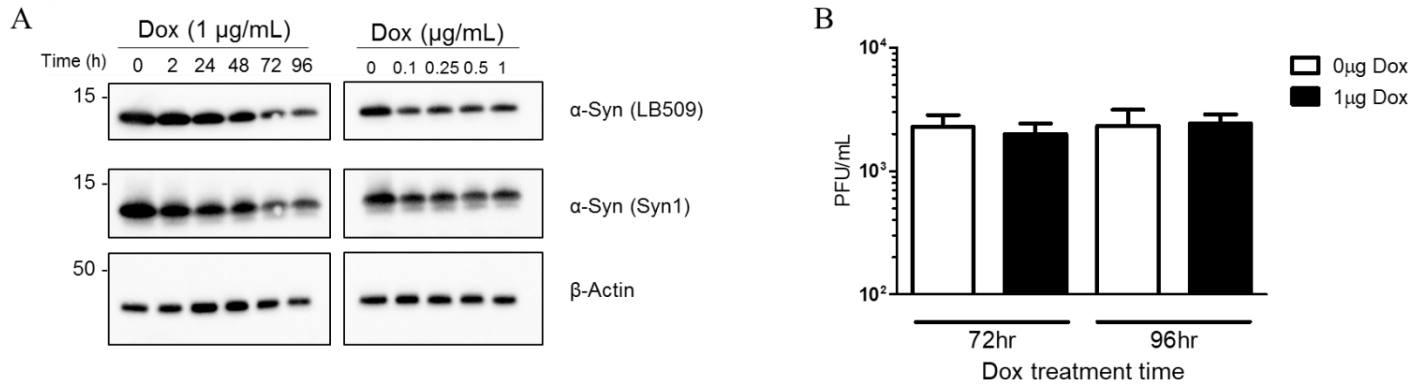 A
Dox (1 µg/mL)
Dox (µg/mL)
Time (h)
0 2 24 48 72 96
0 0.1 0.25 0.5 1
15
α-Syn (LB509)
15
α-Syn (Syn1)
50
β-Actin
B
10⁴
10³
10²
PFU/mL
0µg Dox
1µg Dox
72hr
96hr
Dox treatment time